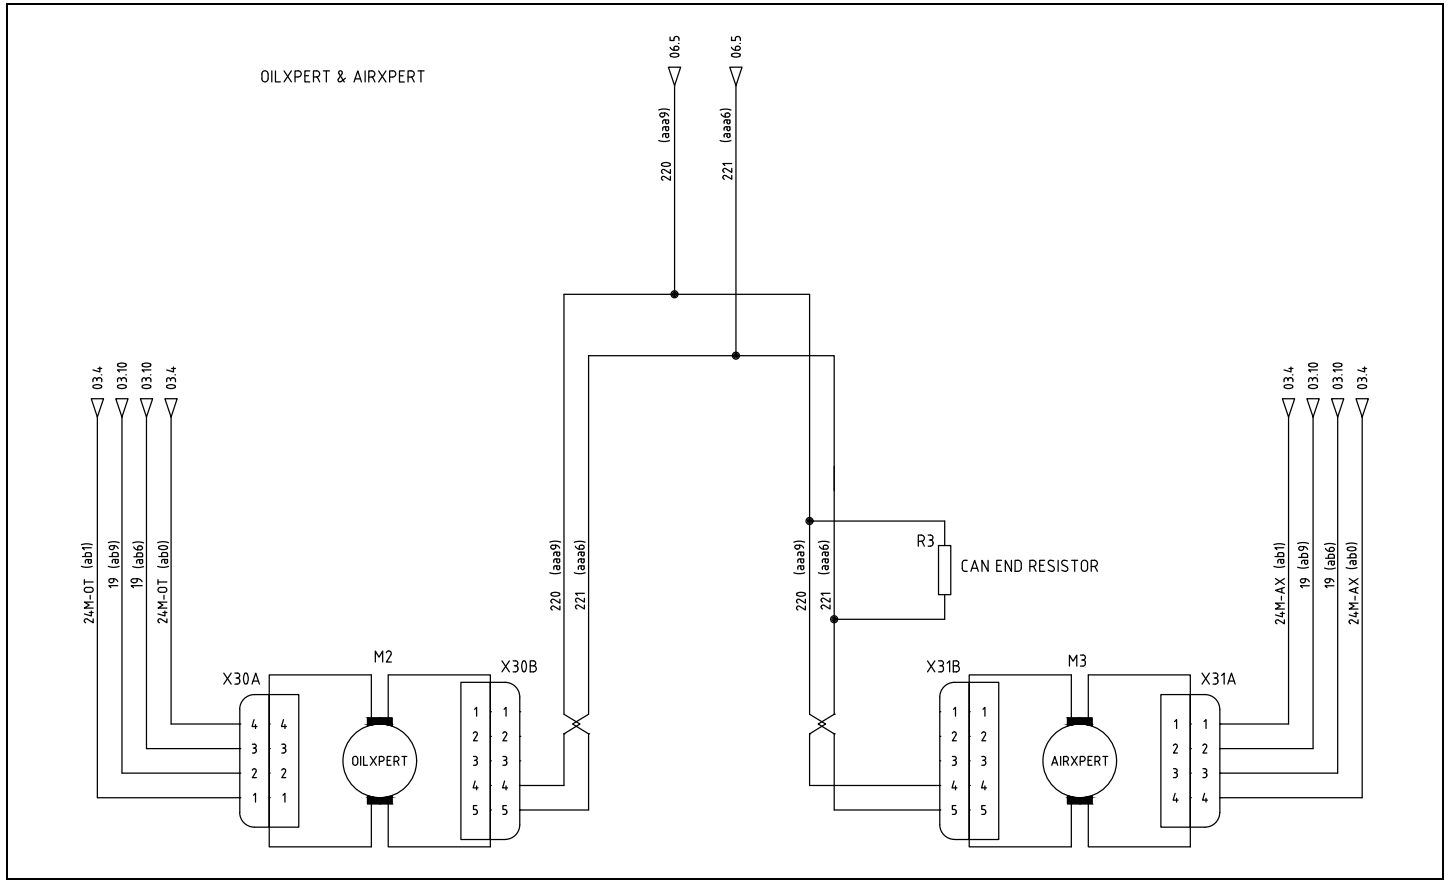 06.5
06.5
OILXPERT & AIRXPERT
220 (aaa9)
221 (aaa6)
03.4
03.10
03.10
03.4
03.4
03.10
03.10
03.4
24M-OT (ab1)
19 (ab9)
19 (ab6)
24M-OT (ab0)
220 (aaa9)
221 (aaa6)
220 (aaa9)
221 (aaa6)
R3
CAN END RESISTOR
24M-AX (ab1)
19 (ab9)
19 (ab6)
24M-AX (ab0)
X30A
M2
X30B
X31B
M3
X31A
4 4
3 3
2 2
1 1
OILXPERT
1 1
2 2
3 3
4 4
5 5
1 1
2 2
3 3
4 4
5 5
AIRXPERT
1 1
2 2
3 3
4 4